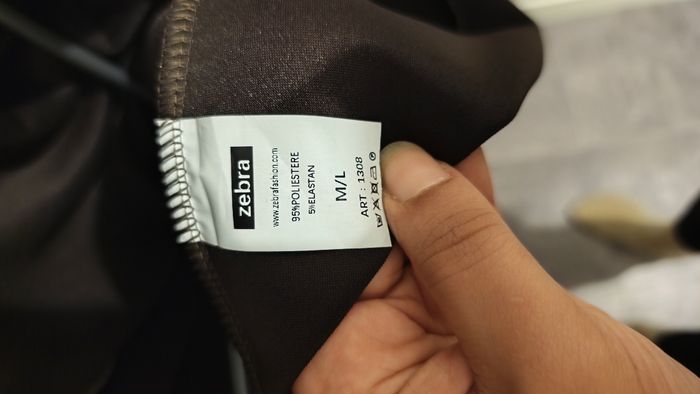 zebra
www.zebrafashion.com
95%POLIESTERE
5%ELASTAN
M/L
ART : 1308